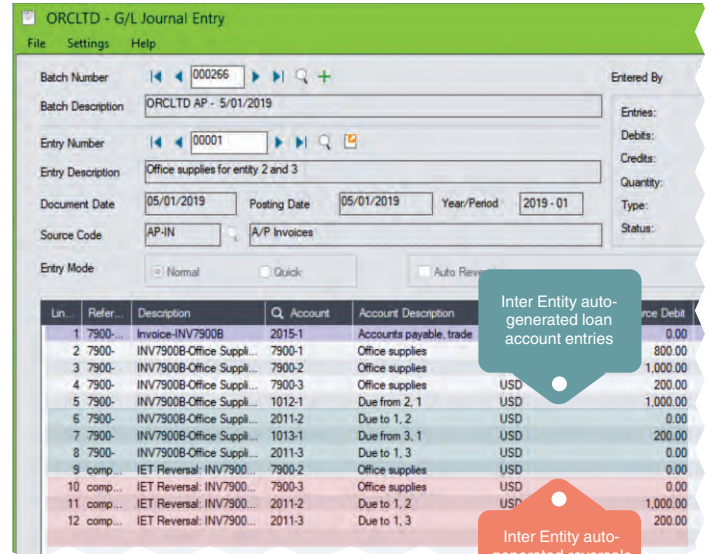 ORCLTD - G/L Journal Entry
File Settings Help
Batch Number 000266 Entered By
Batch Description ORCLTD AP - 5/01/2019
Entries:
Entry Number 00001 Debits:
Credits:
Entry Description Office supplies for entity 2 and 3
Quantity:
Document Date 05/01/2019 Posting Date 05/01/2019 Year/Period 2019 - 01 Type:
Source Code AP-IN A/P Invoices Status:
Entry Mode Normal Quick Auto Reve
Inter Entity auto-
generated loan
account entries
Lin... Refer... Description Account Account Description rce Debit
1 7900-... Invoice-INV7900B 2015-1 Accounts payable, trade 0.00
2 7900- INV7900B-Office Suppli... 7900-1 Office supplies 800.00
3 7900- INV7900B-Office Suppli... 7900-2 Office supplies 1,000.00
4 7900- INV7900B-Office Suppli... 7900-3 Office supplies USD 200.00
5 7900- INV7900B-Office Suppli... 1012-1 Due from 2, 1 USD 1,000.00
6 7900- INV7900B-Office Suppli... 2011-2 Due to 1, 2 USD 0.00
7 7900- INV7900B-Office Suppli... 1013-1 Due from 3, 1 USD 200.00
8 7900- INV7900B-Office Suppli... 2011-3 Due to 1, 3 USD 0.00
9 comp... IET Reversal: INV7900... 7900-2 Office supplies USD 0.00
10 comp... IET Reversal: INV7900... 7900-3 Office supplies USD 0.00
11 comp... IET Reversal: INV7900... 2011-2 Due to 1, 2 USD 1,000.00
12 comp... IET Reversal: INV7900... 2011-3 Due to 1, 3 200.00
Inter Entity auto-
generated reversals